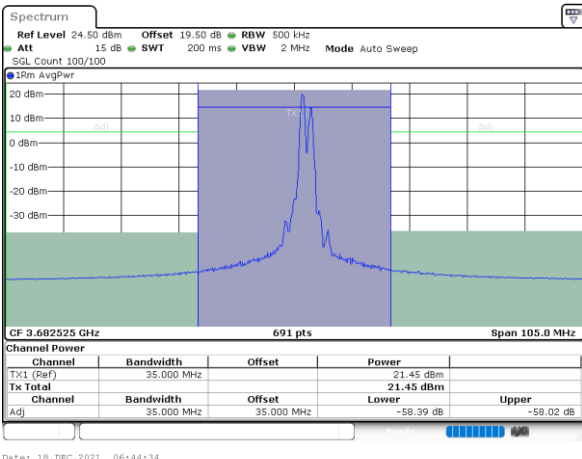 Spectrum
Ref Level 24.50 dBm Offset 19.50 dB RBW 500 kHz
Att 15 dB SWT 200 ms VBW 2 MHz Mode Auto Sweep
SGL Count 100/100
1Rm AvgPwr
20 dBm
10 dBm
0 dBm
-10 dBm
-20 dBm
-30 dBm
Adj
TX1
Adj
CF 3.682525 GHz 691 pts Span 105.0 MHz
Channel Power
Channel Bandwidth Offset Power
TX1 (Ref) 35.000 MHz 21.45 dBm
Tx Total 21.45 dBm
Channel Bandwidth Offset Lower Upper
Adj 35.000 MHz 35.000 MHz -58.39 dB -58.02 dB
Ready
Date: 18.DEC.2021 06:44:34